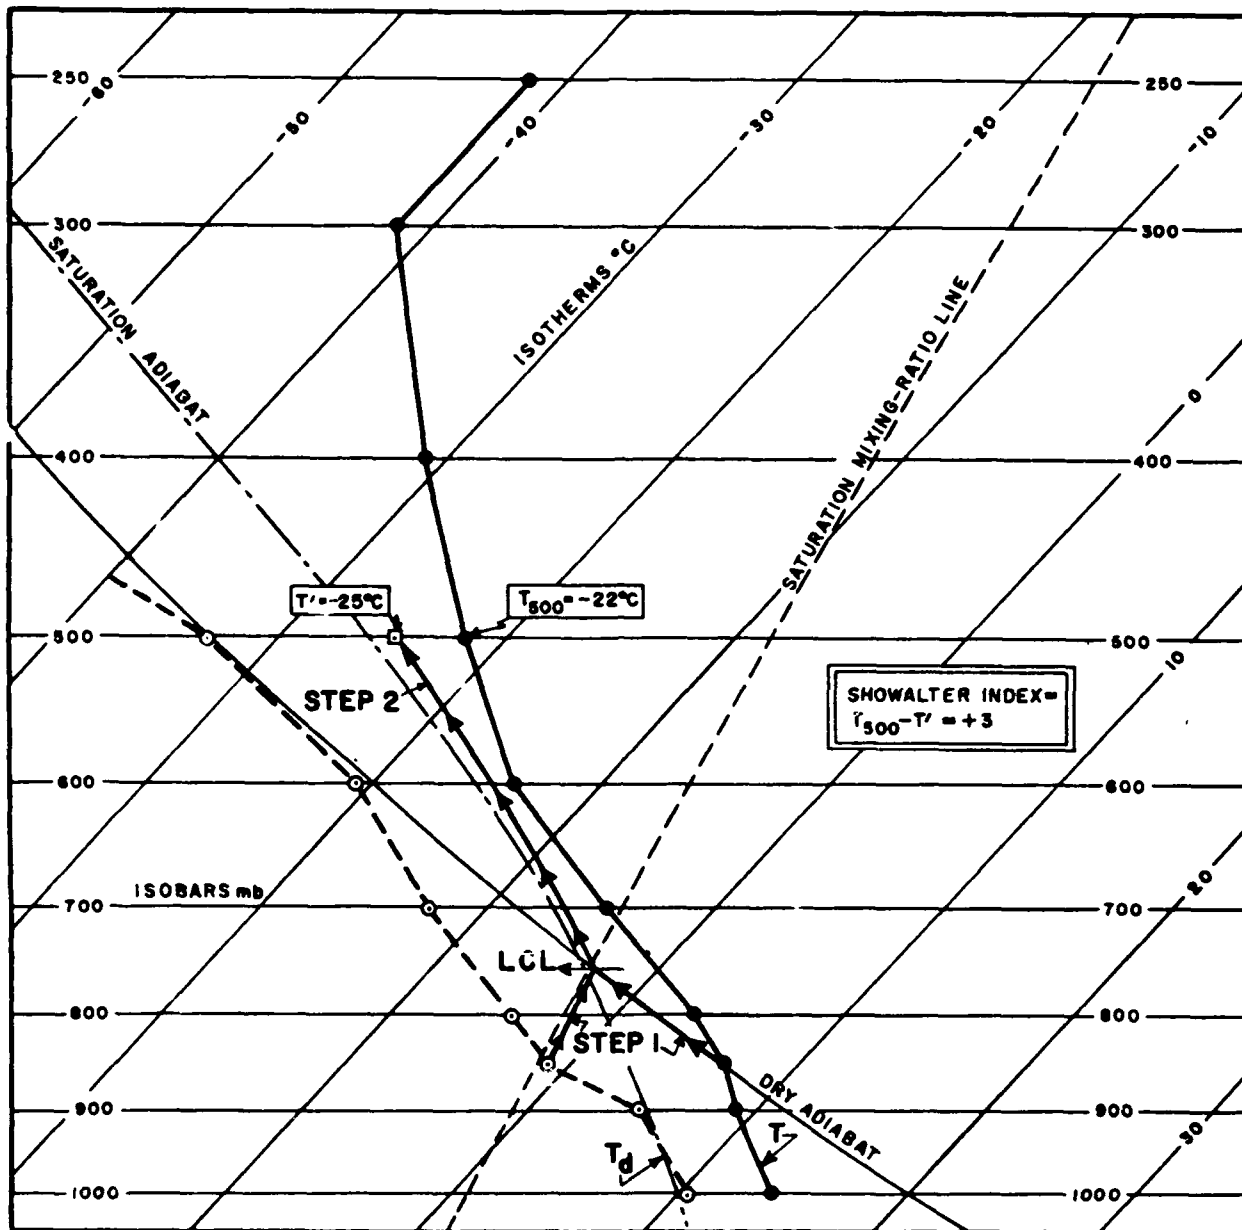 250
-60
-50
-40
-30
-20
-10
250
300
300
SATURATION ADIABAT
ISOTHERMS °C
SATURATION MIXING-RATIO LINE
0
400
400
T'=-25°C
T500=-22°C
500
500
10
STEP 2
SHOWALTER INDEX=
T500-T' = +3
600
600
20
ISOBARS mb
700
700
LCL
800
800
STEP 1
DRY ADIABAT
900
900
Td
T
30
1000
1000